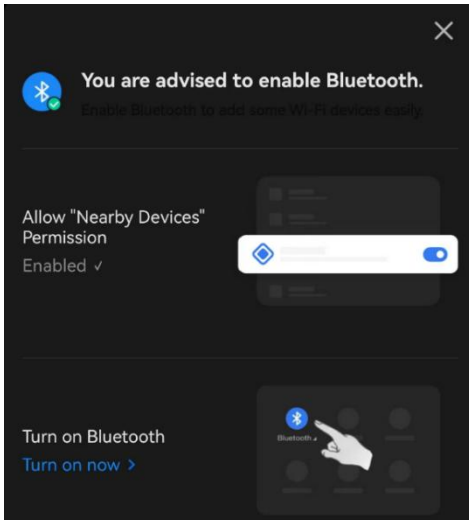 You are advised to enable Bluetooth.
Enable Bluetooth to add some Wi-Fi devices easily.
Allow "Nearby Devices"
Permission
Enabled ✓
Bluetooth
Turn on Bluetooth
Turn on now >